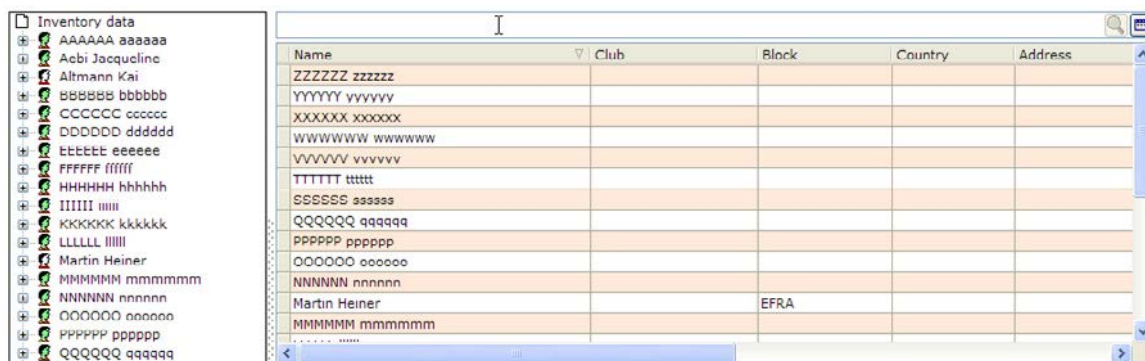 Inventory data
AAAAAA aaaaaa
Aebi Jacqueline
Altmann Kai
BBBBBB bbbbbb
CCCCCC cccccc
DDDDDD dddddd
EEEEEE eeeeee
FFFFFF ffffff
HHHHHH hhhhhh
IIIIII iiiiii
KKKKKK kkkkkk
LLLLLL llllll
Martin Heiner
MMMMMM mmmmmm
NNNNNN nnnnnn
OOOOOO oooooo
PPPPPP pppppp
QQQQQQ qqqqqq
Name Club Block Country Address
ZZZZZZ zzzzzz
YYYYYY yyyyyy
XXXXXX xxxxxx
WWWWWW wwwwww
VVVVVV vvvvvv
TTTTTT tttttt
SSSSSS ssssss
QQQQQQ qqqqqq
PPPPPP pppppp
OOOOOO oooooo
NNNNNN nnnnnn
Martin Heiner EFRA
MMMMMM mmmmmm